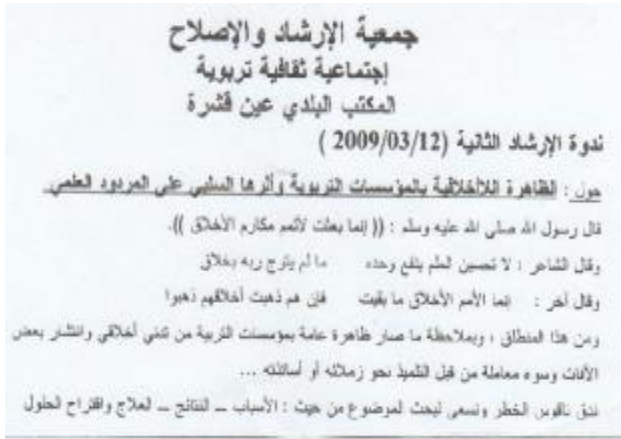 جمعية الإرشاد والإصلاح
إجتماعية ثقافية تربوية
المكتب البلدي عين قشرة
ندوة الإرشاد الثانية (2009/03/12 )
حول : الظاهرة اللاأخلاقية بالمؤسسات التربوية وأثرها السلبي على المردود العلمي
قال رسول الله صلى الله عليه وسلم : (( إنما بعثت لأتمم مكارم الأخلاق )).
وقال الشاعر : لا تحسبن العلم ينفع وحده ما لم يتوج ربه بخلاق
وقال آخر : إنما الأمم الأخلاق ما بقيت فإن هم ذهبت أخلاقهم ذهبوا
ومن هذا المنطلق ، وبملاحظة ما صار ظاهرة عامة بمؤسسات التربية من تدني أخلاقي وانتشار بعض
الآفات وسوء معاملة من قبل التلميذ نحو زملائه أو أساتذته ...
ندق ناقوس الخطر ونسعى لبحث الموضوع من حيث : الأسباب – النتائج – العلاج واقتراح الحلول